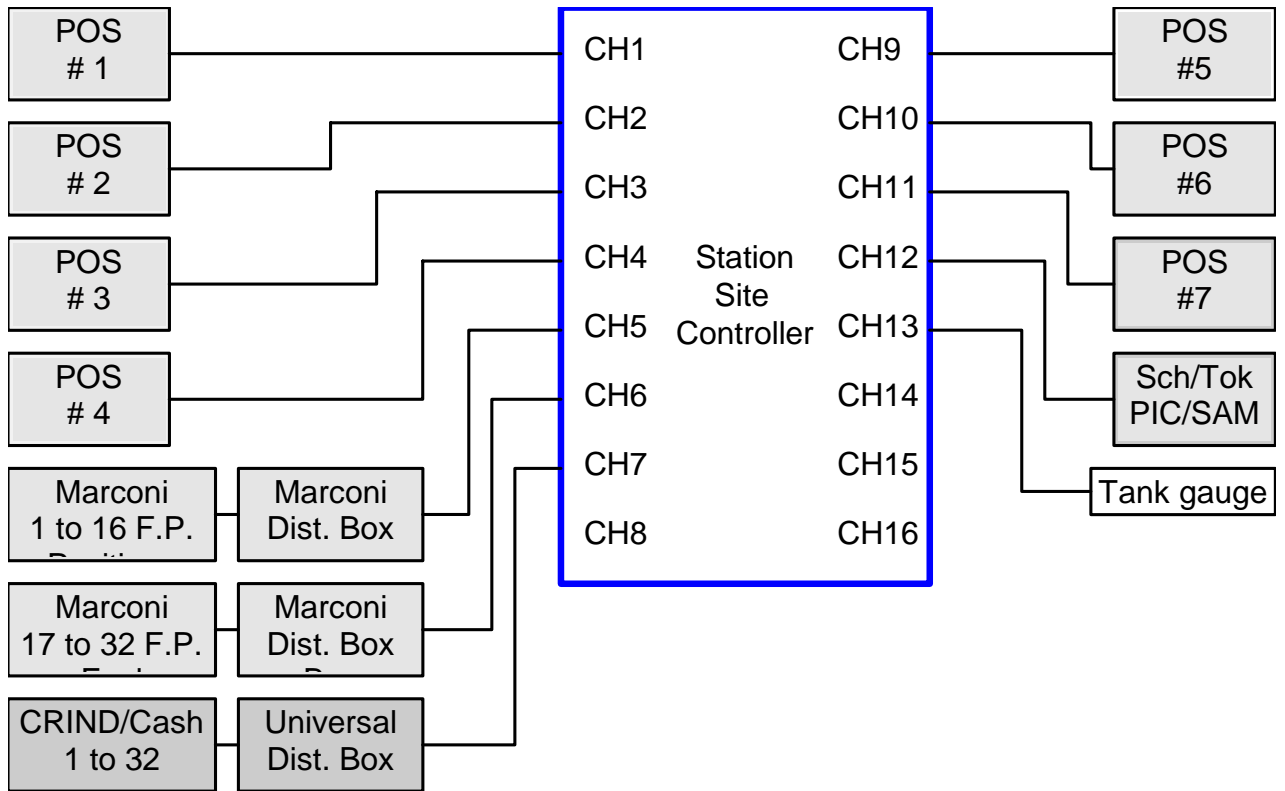 POS
# 1
POS
# 2
POS
# 3
POS
# 4
Marconi
1 to 16 F.P.
Marconi
Dist. Box
Marconi
17 to 32 F.P.
Marconi
Dist. Box
CRIND/Cash
1 to 32
Universal
Dist. Box
CH1
CH2
CH3
CH4
CH5
CH6
CH7
CH8
Station
Site
Controller
CH9
CH10
CH11
CH12
CH13
CH14
CH15
CH16
POS
#5
POS
#6
POS
#7
Sch/Tok
PIC/SAM
Tank gauge